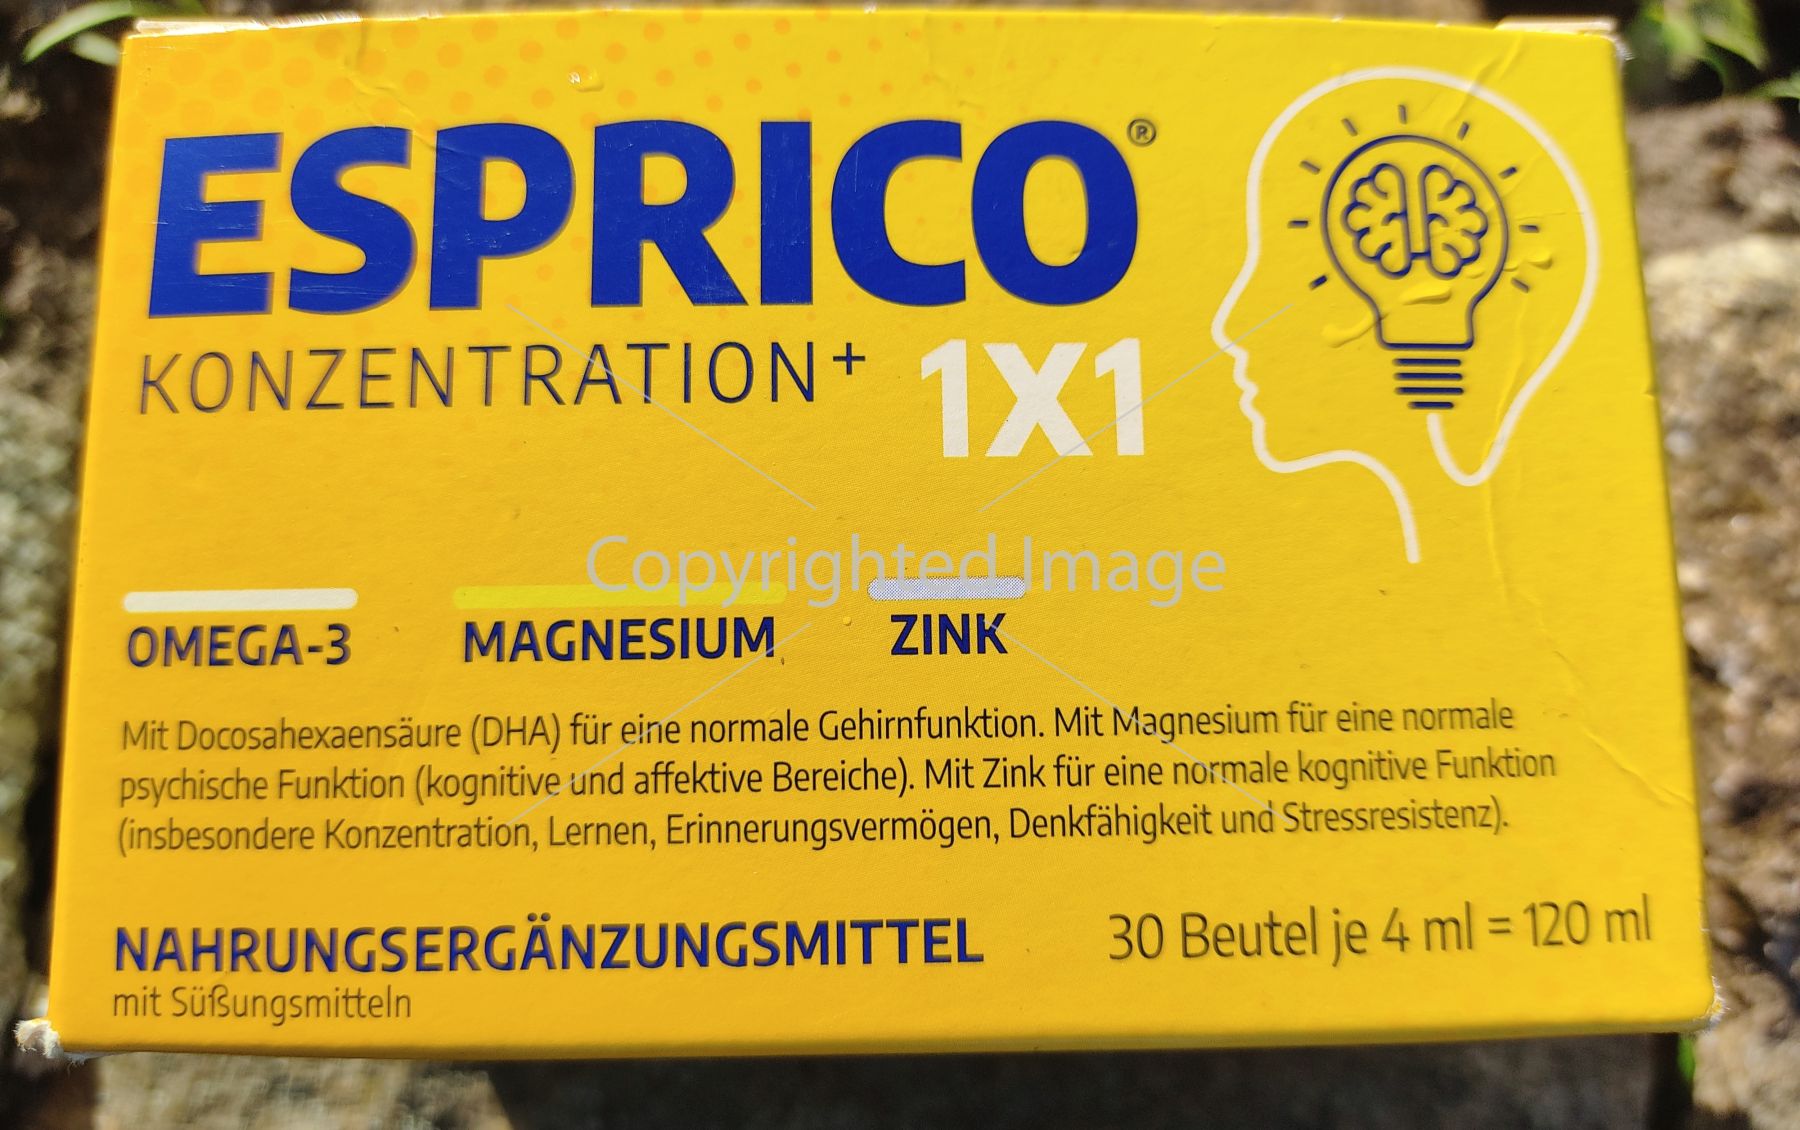 ESPRICO®
KONZENTRATION+ 1X1
Copyrighted Image
OMEGA-3 MAGNESIUM ZINK
Mit Docosahexaensäure (DHA) für eine normale Gehirnfunktion. Mit Magnesium für eine normale
psychische Funktion (kognitive und affektive Bereiche). Mit Zink für eine normale kognitive Funktion
(insbesondere Konzentration, Lernen, Erinnerungsvermögen, Denkfähigkeit und Stressresistenz).
NAHRUNGSERGÄNZUNGSMITTEL 30 Beutel je 4 ml = 120 ml
mit Süßungsmitteln